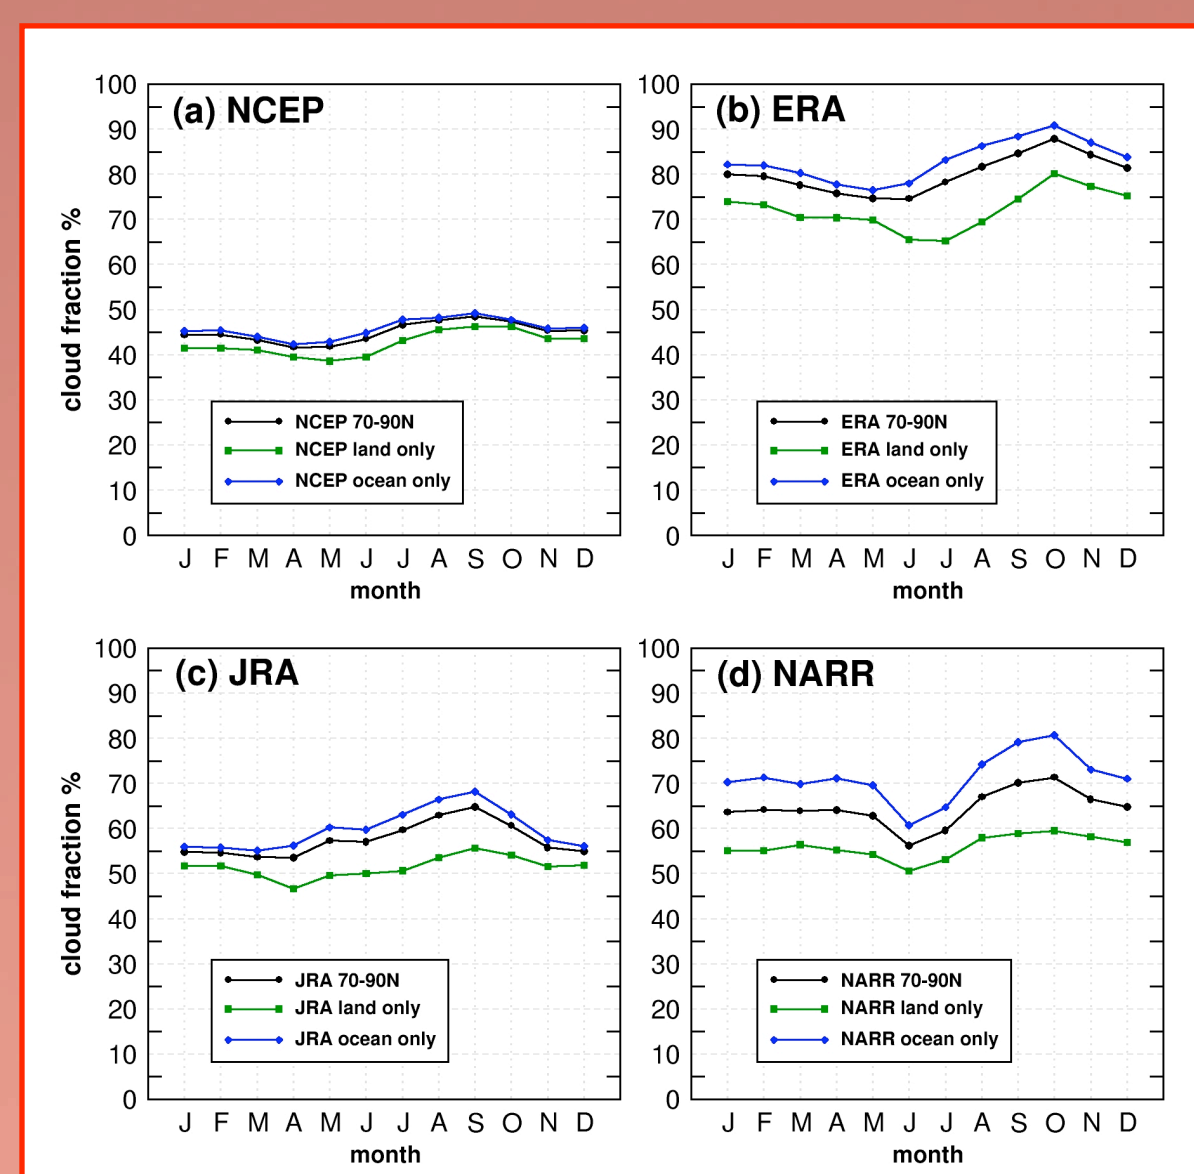 (a) NCEP
100
90
80
70
60
50
40
30
20
10
0
cloud fraction %
NCEP 70-90N
NCEP land only
NCEP ocean only
J F M A M J J A S O N D
month
(b) ERA
100
90
80
70
60
50
40
30
20
10
0
ERA 70-90N
ERA land only
ERA ocean only
J F M A M J J A S O N D
month
(c) JRA
100
90
80
70
60
50
40
30
20
10
0
cloud fraction %
JRA 70-90N
JRA land only
JRA ocean only
J F M A M J J A S O N D
month
(d) NARR
100
90
80
70
60
50
40
30
20
10
0
NARR 70-90N
NARR land only
NARR ocean only
J F M A M J J A S O N D
month